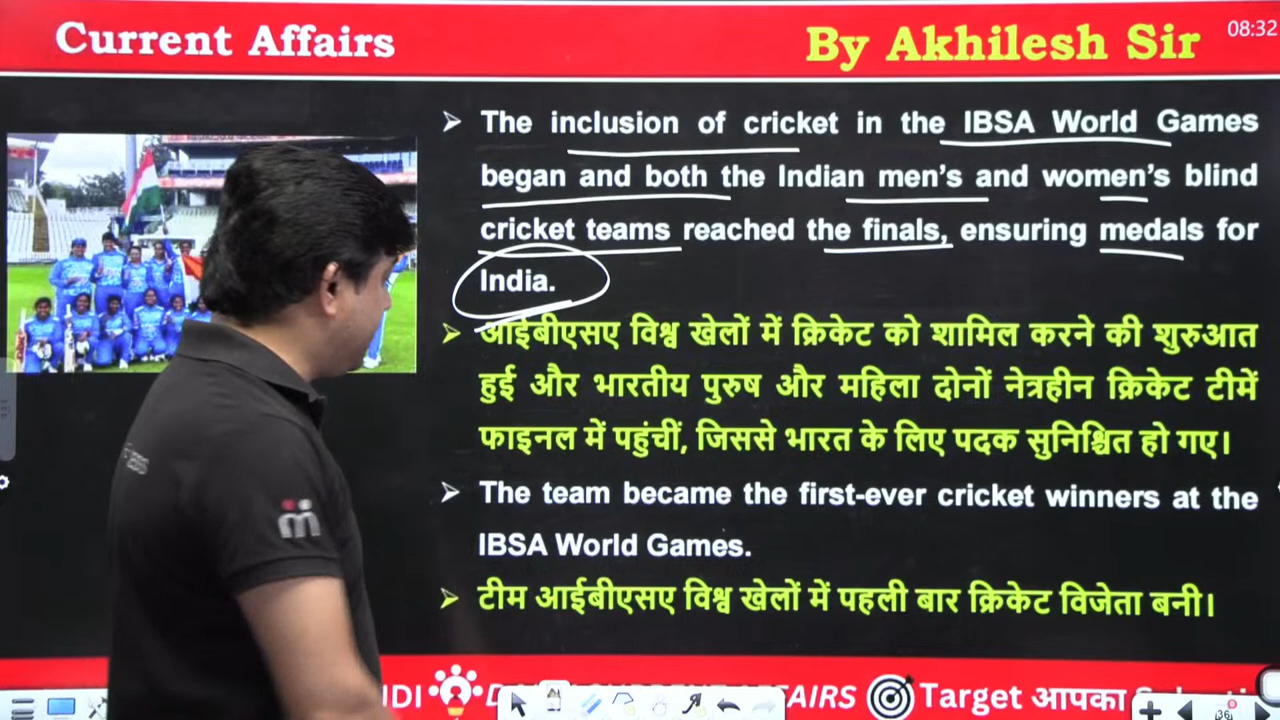 Current Affairs
By Akhilesh Sir
08:32
➢ The inclusion of cricket in the IBSA World Games
began and both the Indian men's and women's blind
cricket teams reached the finals, ensuring medals for
India.
➢ आईबीएसए विश्व खेलों में क्रिकेट को शामिल करने की शुरुआत
हुई और भारतीय पुरुष और महिला दोनों नेत्रहीन क्रिकेट टीमें
फाइनल में पहुंचीं, जिससे भारत के लिए पदक सुनिश्चित हो गए।
➢ The team became the first-ever cricket winners at the
IBSA World Games.
➢ टीम आईबीएसए विश्व खेलों में पहली बार क्रिकेट विजेता बनी।
Target आपका